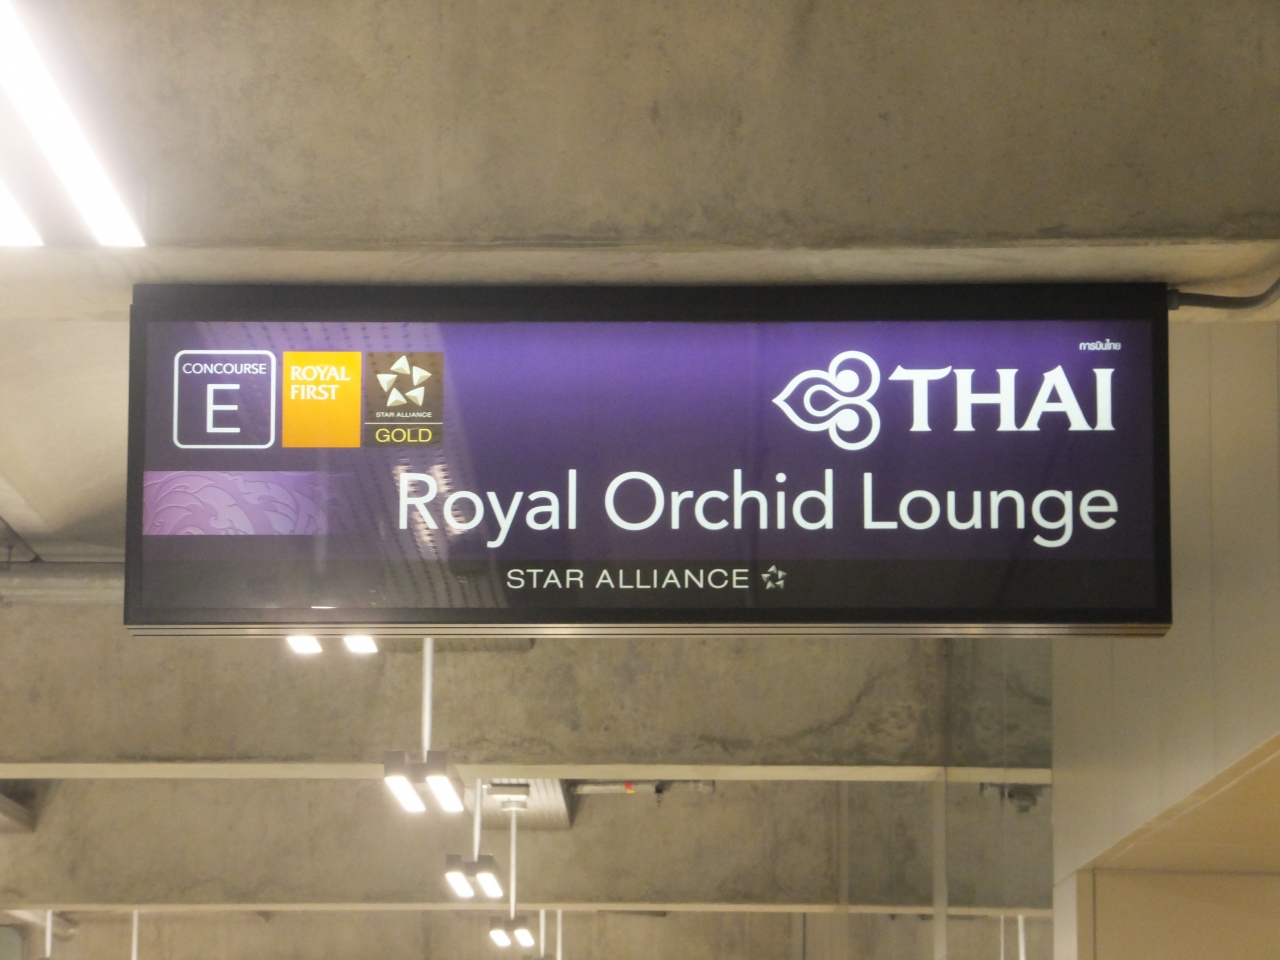 CONCOURSE
E
ROYAL
FIRST
STAR ALLIANCE
GOLD
การบินไทย
THAI
Royal Orchid Lounge
STAR ALLIANCE